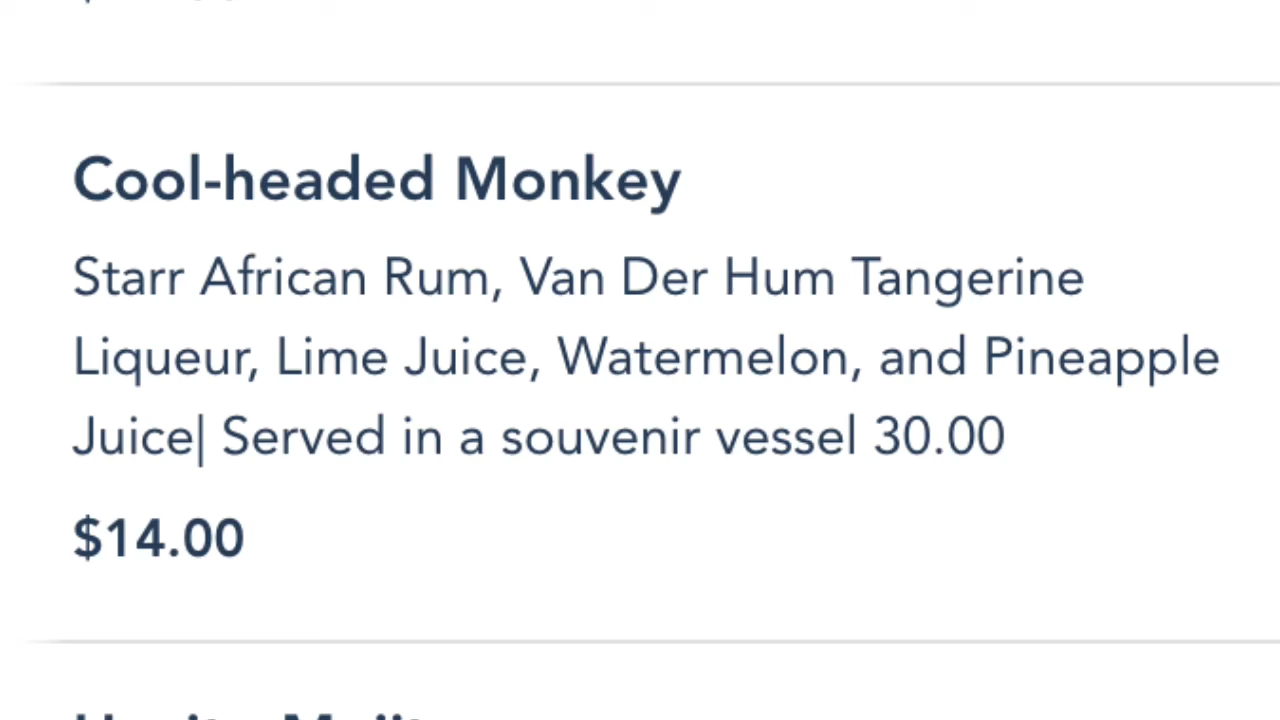 Cool-headed Monkey
Starr African Rum, Van Der Hum Tangerine
Liqueur, Lime Juice, Watermelon, and Pineapple
Juice| Served in a souvenir vessel 30.00
$14.00